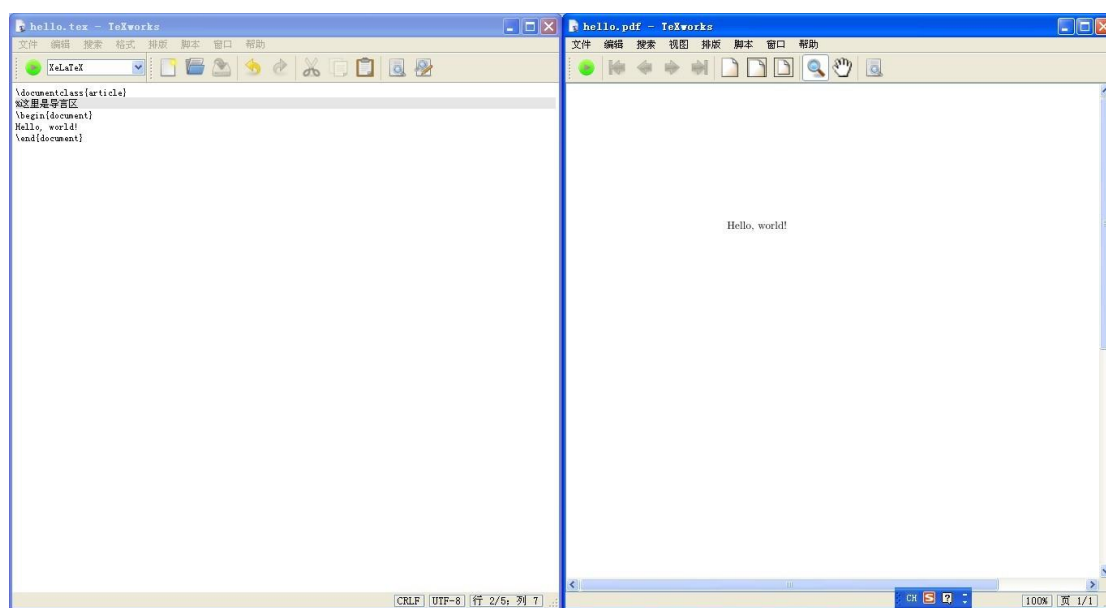 hello.tex - TeXworks
文件 编辑 搜索 格式 排版 脚本 窗口 帮助
XeLaTeX
\documentclass{article}
%这里是导言区
\begin{document}
Hello, world!
\end{document}
CRLF UTF-8 行 2/5; 列 7
hello.pdf - TeXworks
文件 编辑 搜索 视图 排版 脚本 窗口 帮助
Hello, world!
CH S ?
100% 页 1/1